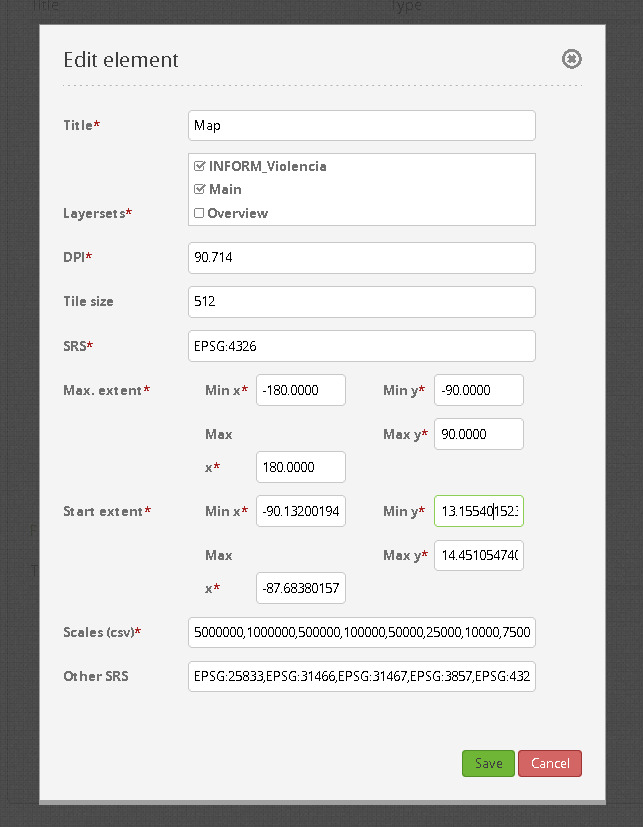 Title
Type
Edit element
Title* Map
INFORM_Violencia
Main
Layersets* Overview
DPI* 90.714
Tile size 512
SRS* EPSG:4326
Max. extent* Min x* -180.0000 Min y* -90.0000
Max Max y* 90.0000
x* 180.0000
Start extent* Min x* -90.13200194 Min y* 13.155401523
Max Max y* 14.45105474
x* -87.68380157
Scales (csv)* 5000000,1000000,500000,100000,50000,25000,10000,7500
Other SRS EPSG:25833,EPSG:31466,EPSG:31467,EPSG:3857,EPSG:432
Save Cancel